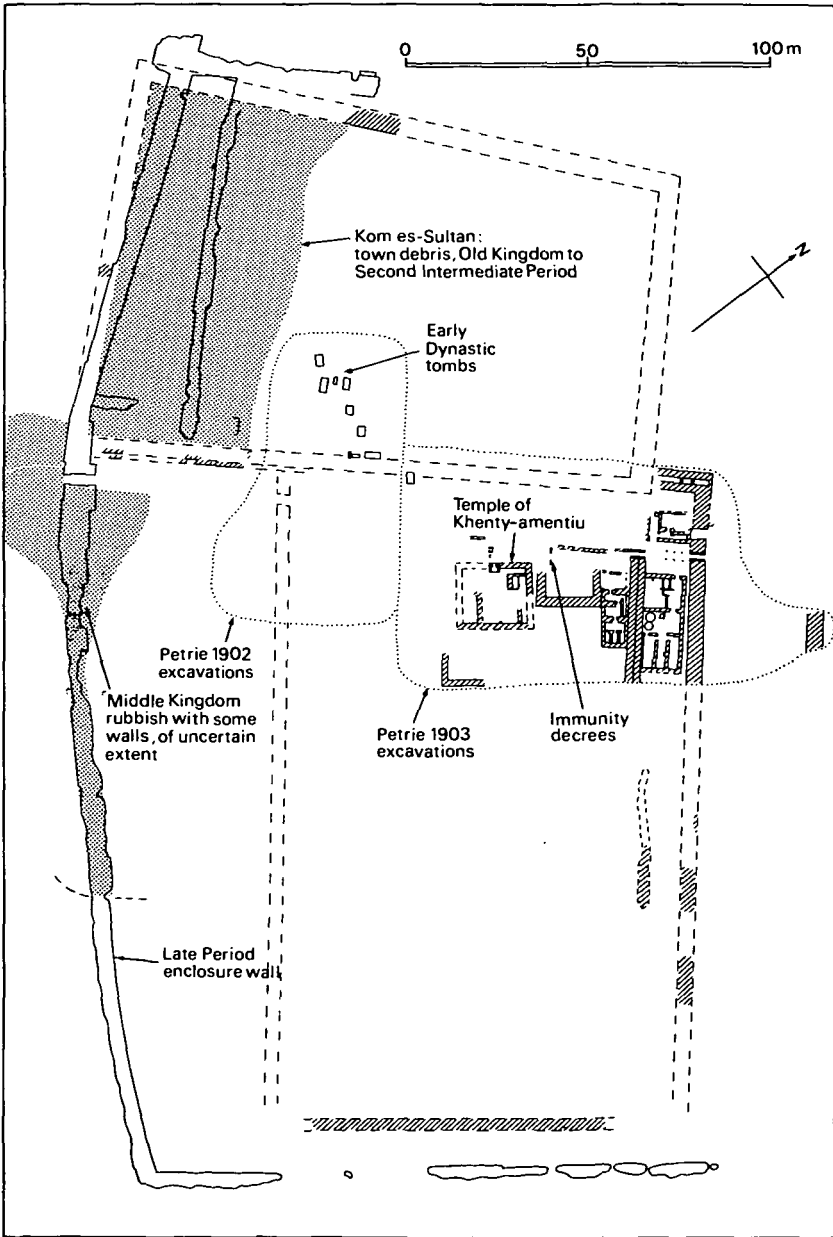 0 50 100 m
Kom es-Sultan:
town debris, Old Kingdom to
Second Intermediate Period
N
Early
Dynastic
tombs
Temple of
Khenty-amentiu
Petrie 1902
excavations
Middle Kingdom
rubbish with some
walls, of uncertain
extent
Petrie 1903
excavations
Immunity
decrees
Late Period
enclosure wall